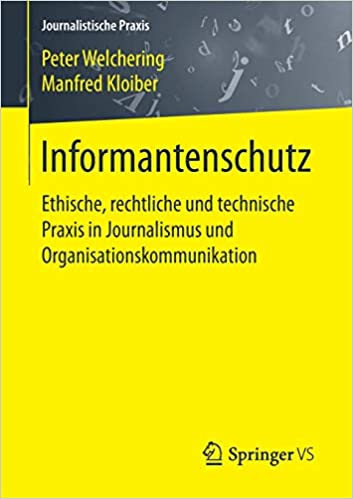 Journalistische Praxis
Peter Welchering
Manfred Kloiber
Informantenschutz
Ethische, rechtliche und technische
Praxis in Journalismus und
Organisationskommunikation
Springer VS